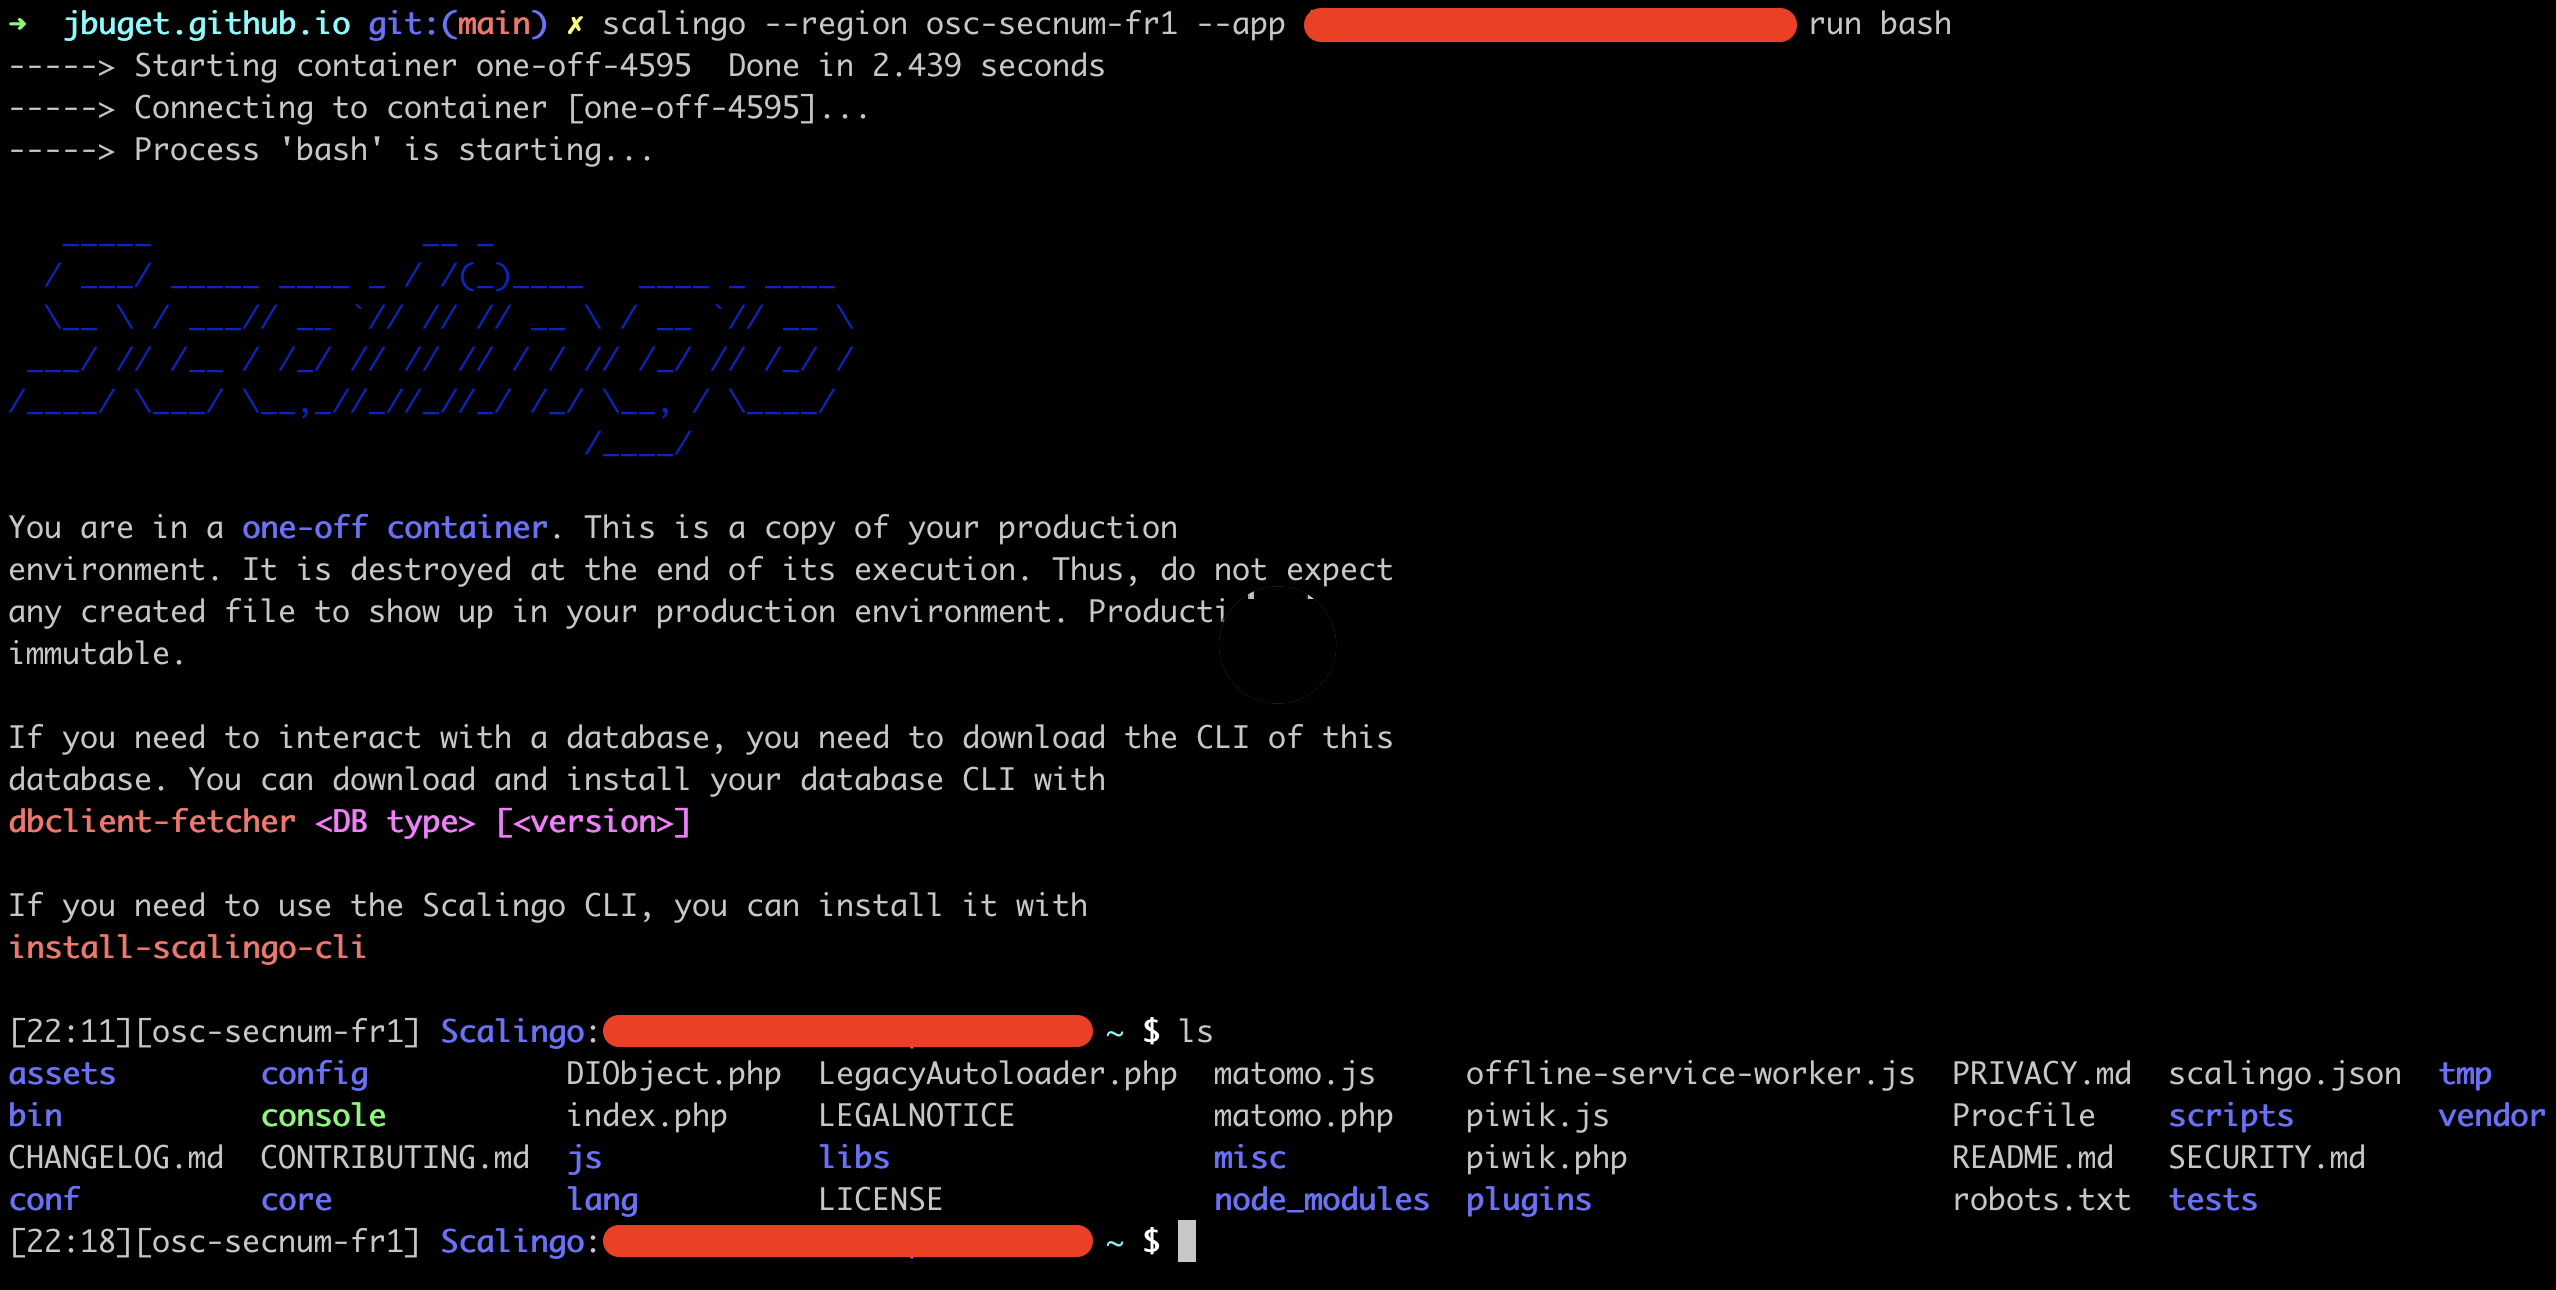 ➜ jbuget.github.io git:(main) ✗ scalingo --region osc-secnum-fr1 --app run bash
-----> Starting container one-off-4595  Done in 2.439 seconds
-----> Connecting to container [one-off-4595]...
-----> Process 'bash' is starting...
Scalingo
You are in a one-off container. This is a copy of your production
environment. It is destroyed at the end of its execution. Thus, do not expect
any created file to show up in your production environment.
immutable.
If you need to interact with a database, you need to download the CLI of this
database. You can download and install your database CLI with
dbclient-fetcher <DB type> [<version>]
If you need to use the Scalingo CLI, you can install it with
install-scalingo-cli
[22:11][osc-secnum-fr1] Scalingo: ~ $ ls
assets config DIObject.php LegacyAutoloader.php matomo.js offline-service-worker.js PRIVACY.md scalingo.json tmp
bin console index.php LEGALNOTICE matomo.php piwik.js Procfile scripts vendor
CHANGELOG.md CONTRIBUTING.md js libs misc piwik.php README.md SECURITY.md
conf core lang LICENSE node_modules plugins robots.txt tests
[22:18][osc-secnum-fr1] Scalingo: ~ $